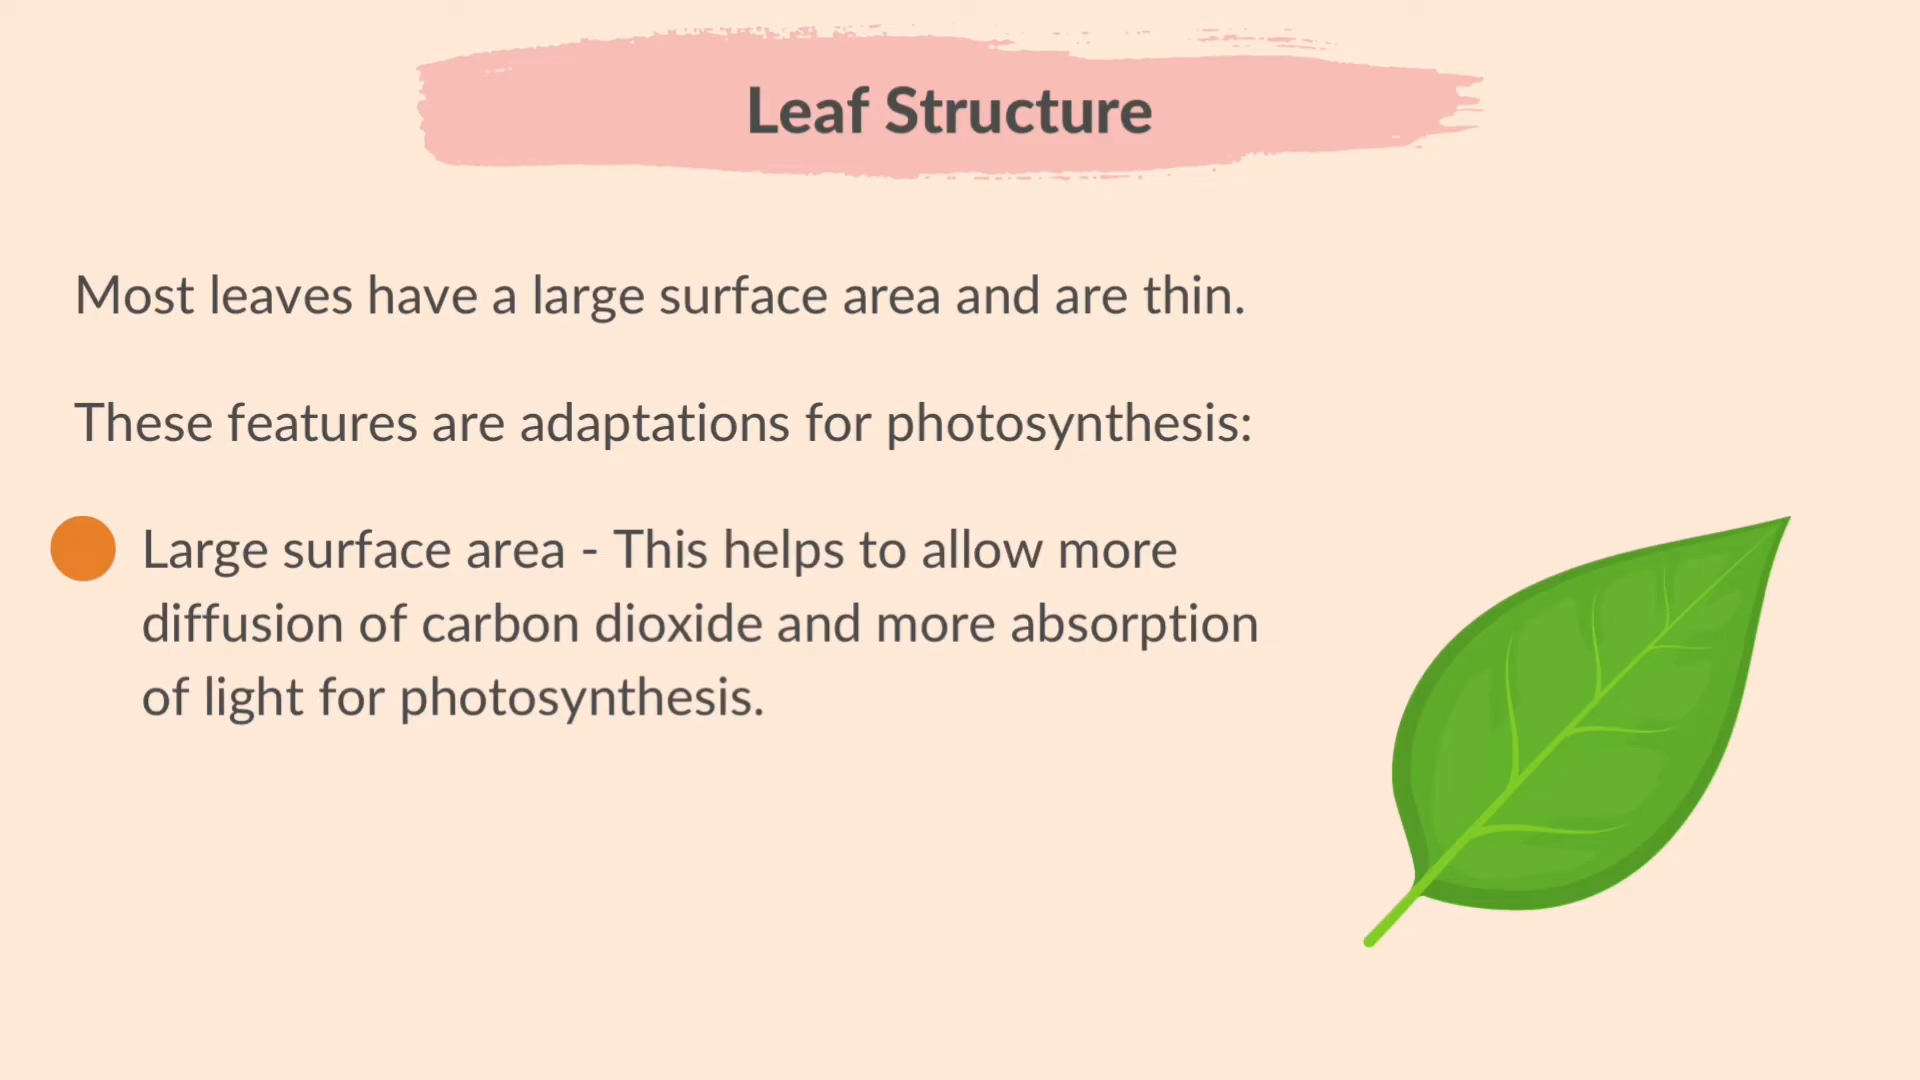 Leaf Structure
Most leaves have a large surface area and are thin.
These features are adaptations for photosynthesis:
Large surface area - This helps to allow more
diffusion of carbon dioxide and more absorption
of light for photosynthesis.